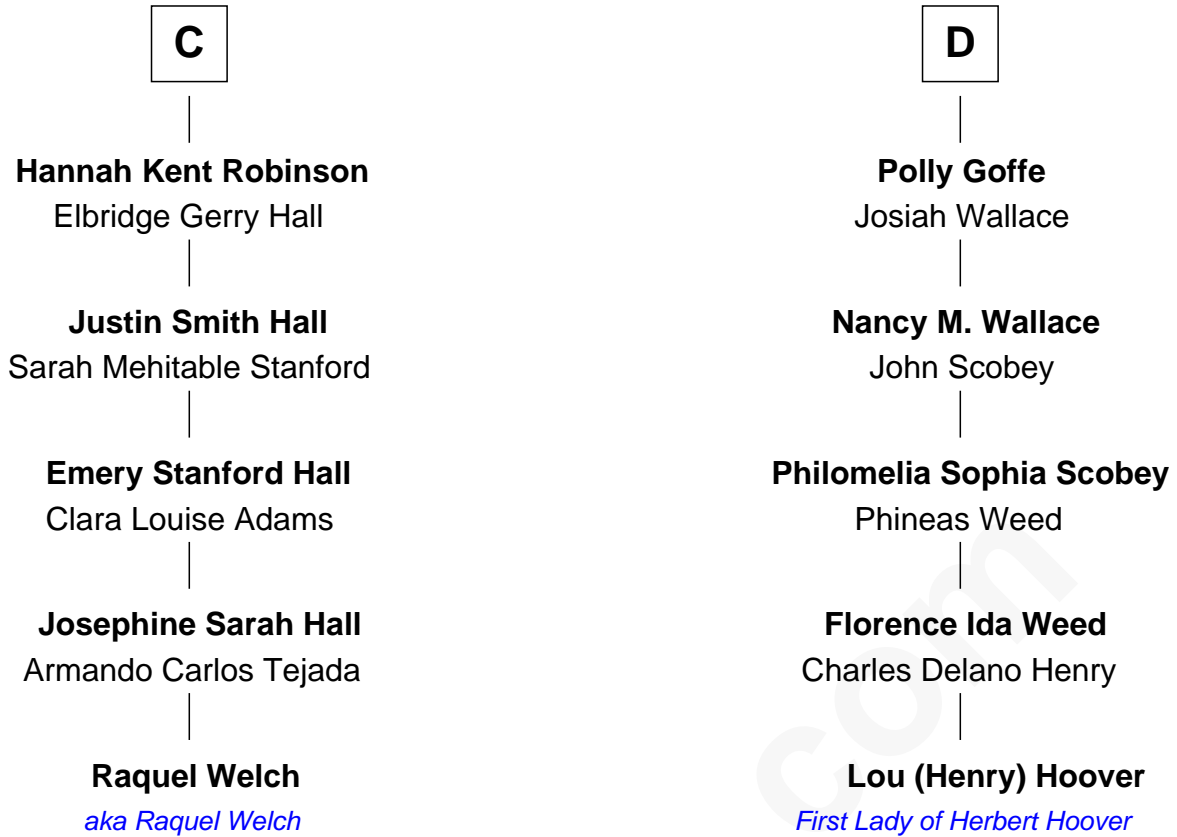 C
Hannah Kent Robinson
Elbridge Gerry Hall
Justin Smith Hall
Sarah Mehitable Stanford
Emery Stanford Hall
Clara Louise Adams
Josephine Sarah Hall
Armando Carlos Tejada
Raquel Welch
aka Raquel Welch
D
Polly Goffe
Josiah Wallace
Nancy M. Wallace
John Scobey
Philomelia Sophia Scobey
Phineas Weed
Florence Ida Weed
Charles Delano Henry
Lou (Henry) Hoover
First Lady of Herbert Hoover
com